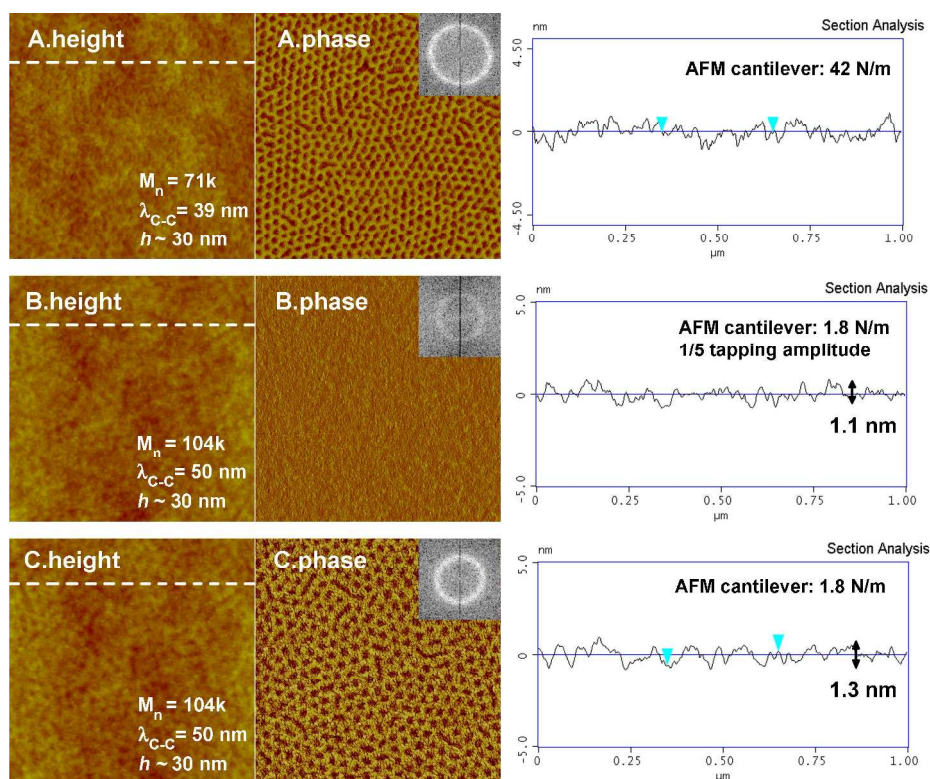 A.height
A.phase
Mn = 71k
λC-C= 39 nm
h ~ 30 nm
nm
Section Analysis
AFM cantilever: 42 N/m
4.50
0
-4.50
0
0.25
0.50
0.75
1.00
µm
B.height
B.phase
Mn = 104k
λC-C= 50 nm
h ~ 30 nm
nm
Section Analysis
AFM cantilever: 1.8 N/m
1/5 tapping amplitude
5.0
0
-5.0
1.1 nm
0
0.25
0.50
0.75
1.00
µm
C.height
C.phase
Mn = 104k
λC-C= 50 nm
h ~ 30 nm
nm
Section Analysis
AFM cantilever: 1.8 N/m
5.0
0
-5.0
1.3 nm
0
0.25
0.50
0.75
1.00
µm